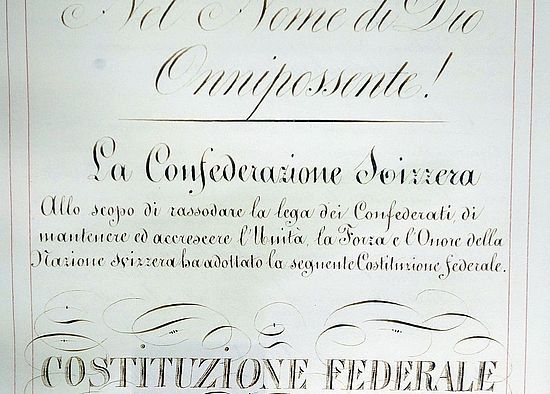 Nel Nome di Dio
Onnipossente!
La Confederazione Svizzera
Allo scopo di rassodare la lega dei Confederati, di
mantenere ed accrescere l'Unità, la Forza e l'Onore della
Nazione svizzera ha adottato la seguente Costituzione federale.
COSTITUZIONE FEDERALE